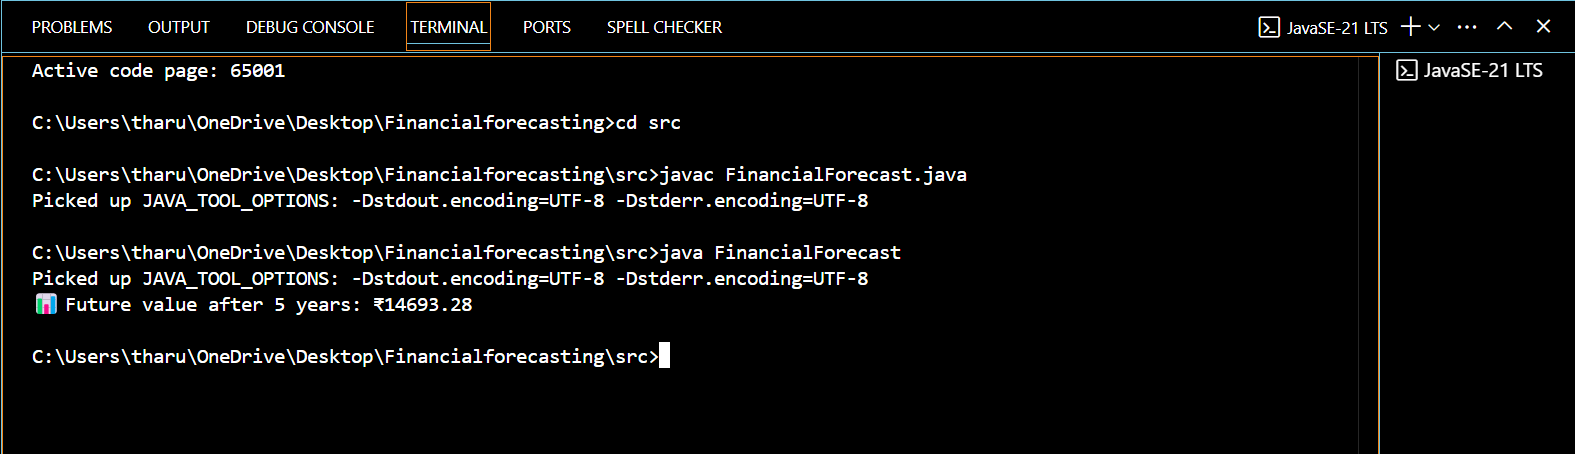 PROBLEMS OUTPUT DEBUG CONSOLE TERMINAL PORTS SPELL CHECKER JavaSE-21 LTS
JavaSE-21 LTS
Active code page: 65001
C:\Users\tharu\OneDrive\Desktop\Financialforecasting>cd src
C:\Users\tharu\OneDrive\Desktop\Financialforecasting\src>javac FinancialForecast.java
Picked up JAVA_TOOL_OPTIONS: -Dstdout.encoding=UTF-8 -Dstderr.encoding=UTF-8
C:\Users\tharu\OneDrive\Desktop\Financialforecasting\src>java FinancialForecast
Picked up JAVA_TOOL_OPTIONS: -Dstdout.encoding=UTF-8 -Dstderr.encoding=UTF-8
📊 Future value after 5 years: ₹14693.28
C:\Users\tharu\OneDrive\Desktop\Financialforecasting\src>